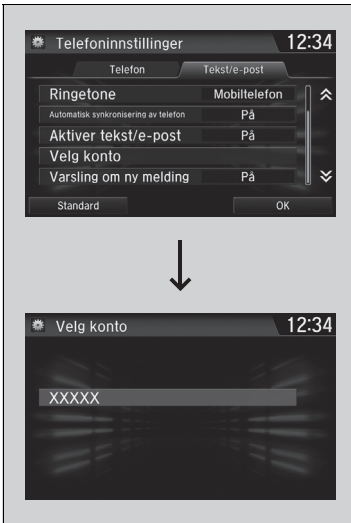 Telefoninnstillinger 12:34
Telefon Tekst/e-post
Ringetone Mobiltelefon
Automatisk synkronisering av telefon På
Aktiver tekst/e-post På
Velg konto
Varsling om ny melding På
Standard OK
Velg konto 12:34
XXXXX